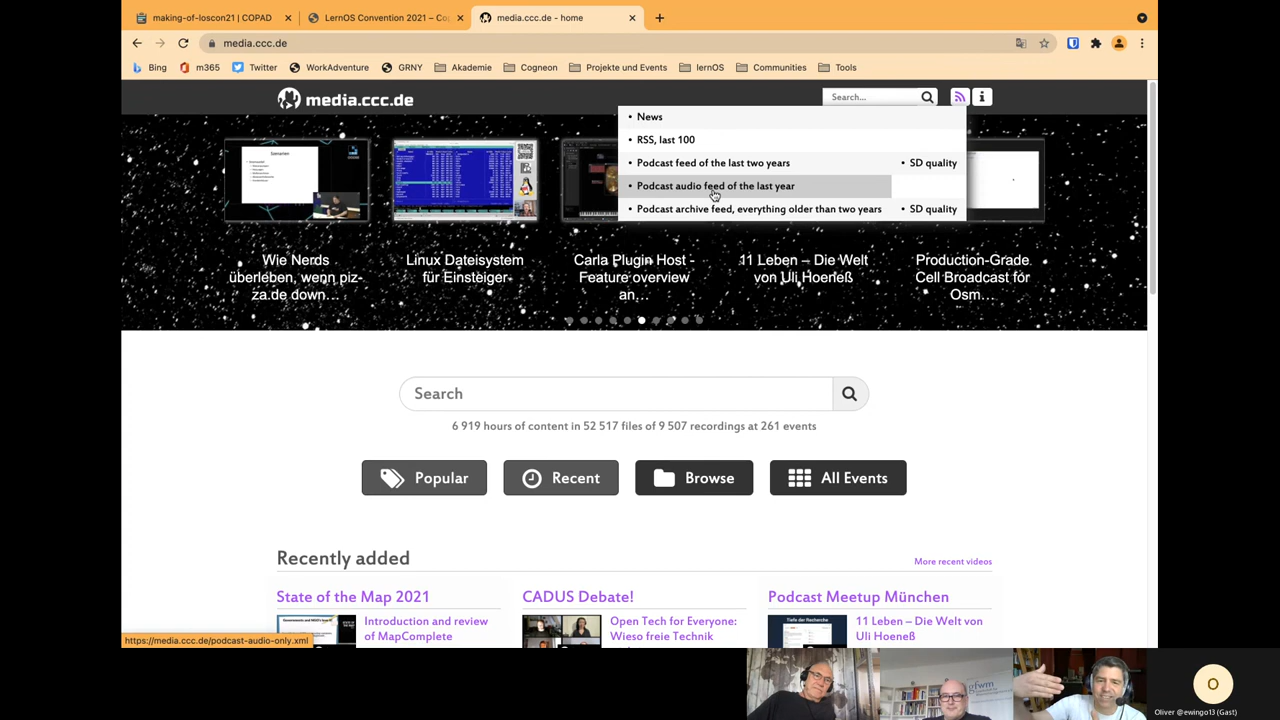 making-of-loscon21 | COPAD
LernOS Convention 2021 – Co
media.ccc.de - home
media.ccc.de
Bing
m365
Twitter
WorkAdventure
GRNY
Akademie
Cogneon
Projekte und Events
lernOS
Communities
Tools
media.ccc.de
Search...
• News
• RSS, last 100
• Podcast feed of the last two years
• SD quality
• Podcast audio feed of the last year
• Podcast archive feed, everything older than two years
• SD quality
Wie Nerds
überleben, wenn piz-
za.de down…
Linux Dateisystem
für Einsteiger
Carla Plugin Host -
Feature overview
an…
11 Leben – Die Welt
von Uli Hoeneß
Production-Grade
Cell Broadcast for
Osm…
Search
6 919 hours of content in 52 517 files of 9 507 recordings at 261 events
Popular
Recent
Browse
All Events
Recently added
More recent videos
State of the Map 2021
Introduction and review
of MapComplete
CADUS Debate!
Open Tech for Everyone:
Wieso freie Technik
Podcast Meetup München
11 Leben – Die Welt von
Uli Hoeneß
https://media.ccc.de/podcast-audio-only.xml
gfwm
O
Oliver @ewingo13 (Gast)